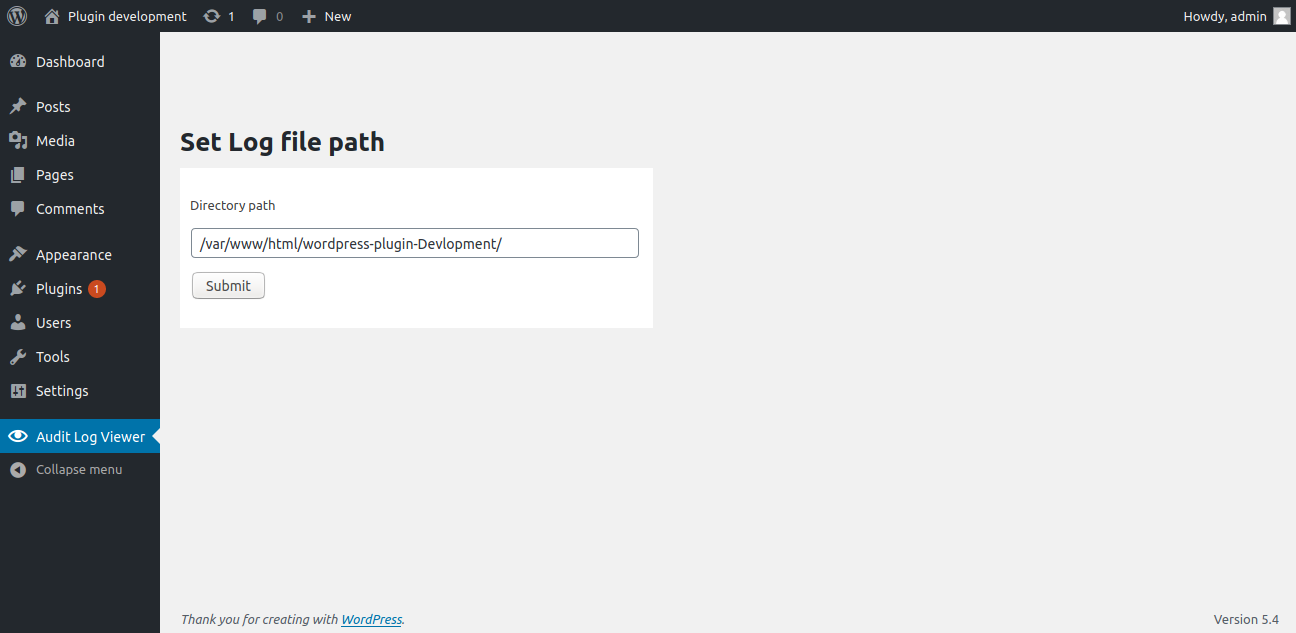 Plugin development 1 0 New Howdy, admin
Dashboard
Posts
Media
Pages
Comments
Appearance
Plugins 1
Users
Tools
Settings
Audit Log Viewer
Collapse menu
Set Log file path
Directory path
/var/www/html/wordpress-plugin-Devlopment/
Submit
Thank you for creating with WordPress. Version 5.4